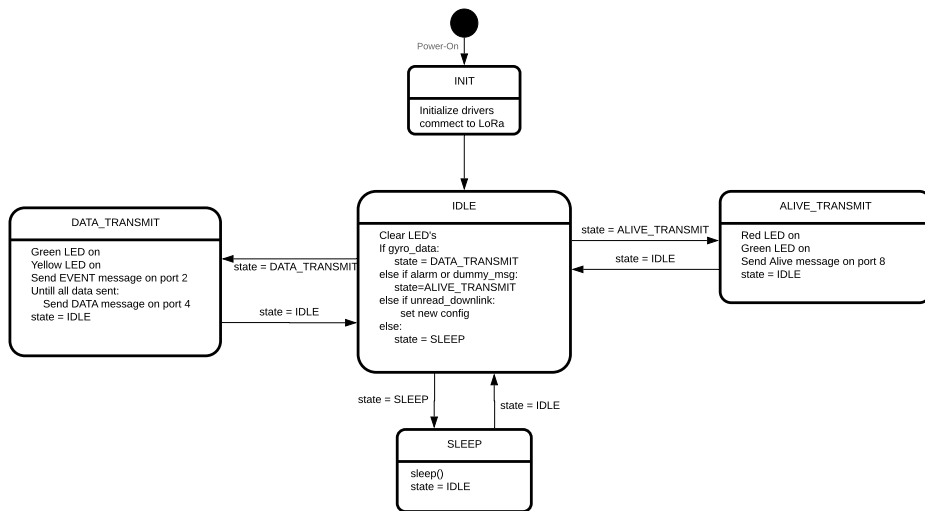 Power-On
INIT
Initialize drivers
commect to LoRa
IDLE
Clear LED's
If gyro_data:
state = DATA_TRANSMIT
else if alarm or dummy_msg:
state=ALIVE_TRANSMIT
else if unread_downlink:
set new config
else:
state = SLEEP
DATA_TRANSMIT
Green LED on
Yellow LED on
Send EVENT message on port 2
Untill all data sent:
Send DATA message on port 4
state = IDLE
state = DATA_TRANSMIT
state = IDLE
ALIVE_TRANSMIT
Red LED on
Green LED on
Send Alive message on port 8
state = IDLE
state = ALIVE_TRANSMIT
state = IDLE
state = SLEEP
state = IDLE
SLEEP
sleep()
state = IDLE